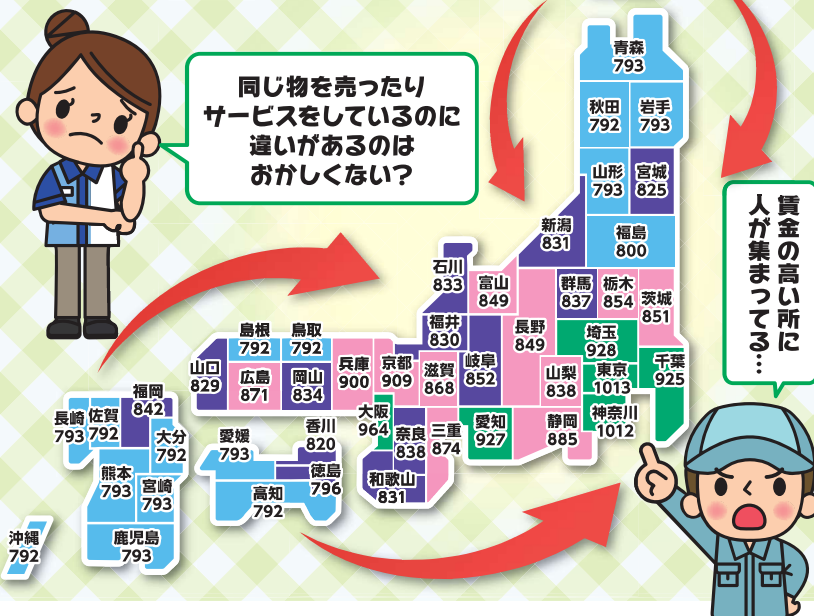 同じ物を売ったり
サービスをしているのに
違いがあるのは
おかしくない？
賃金の高い所に
人が集まってる…
青森
793
秋田
792
岩手
793
山形
793
宮城
825
新潟
831
福島
800
石川
833
富山
849
群馬
837
栃木
854
茨城
851
福井
830
長野
849
埼玉
928
島根
792
鳥取
792
兵庫
900
京都
909
滋賀
868
岐阜
852
山梨
838
東京
1013
千葉
925
山口
829
広島
871
岡山
834
福岡
842
大阪
964
奈良
838
三重
874
愛知
927
静岡
885
神奈川
1012
長崎
793
佐賀
792
大分
792
愛媛
793
香川
820
徳島
796
和歌山
831
熊本
793
宮崎
793
高知
792
沖縄
792
鹿児島
793